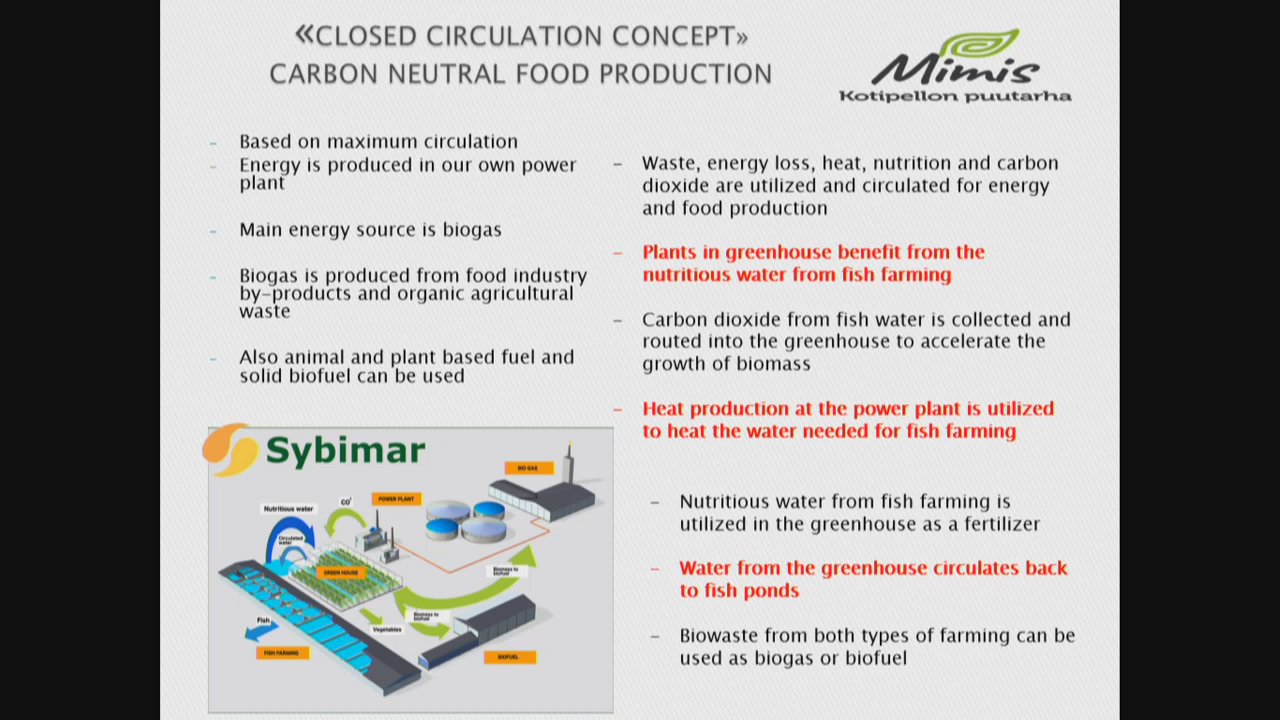 «CLOSED CIRCULATION CONCEPT»
CARBON NEUTRAL FOOD PRODUCTION
Mimis
Kotipellon puutarha
- Based on maximum circulation
- Energy is produced in our own power
plant
- Main energy source is biogas
- Biogas is produced from food industry
by-products and organic agricultural
waste
- Also animal and plant based fuel and
solid biofuel can be used
– Waste, energy loss, heat, nutrition and carbon
dioxide are utilized and circulated for energy
and food production
– Plants in greenhouse benefit from the
nutritious water from fish farming
– Carbon dioxide from fish water is collected and
routed into the greenhouse to accelerate the
growth of biomass
– Heat production at the power plant is utilized
to heat the water needed for fish farming
– Nutritious water from fish farming is
utilized in the greenhouse as a fertilizer
– Water from the greenhouse circulates back
to fish ponds
– Biowaste from both types of farming can be
used as biogas or biofuel
Sybimar
BIO GAS
POWER PLANT
CO²
Nutritious water
Circulated
water
GREEN HOUSE
Biomass to
biofuel
Biomass to
biofuel
Fish
Vegetables
FISH FARMING
BIOFUEL